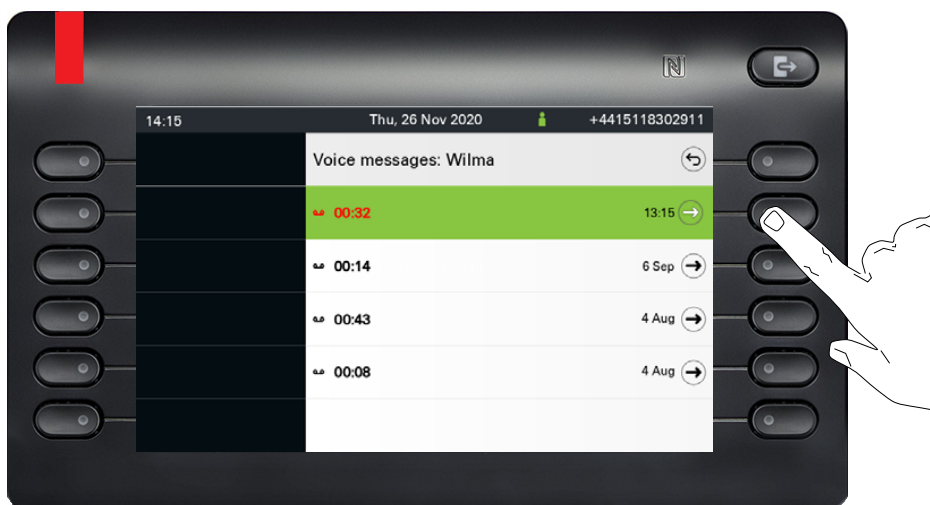 14:15 Thu, 26 Nov 2020 +4415118302911
Voice messages: Wilma
00:32 13:15
00:14 6 Sep
00:43 4 Aug
00:08 4 Aug